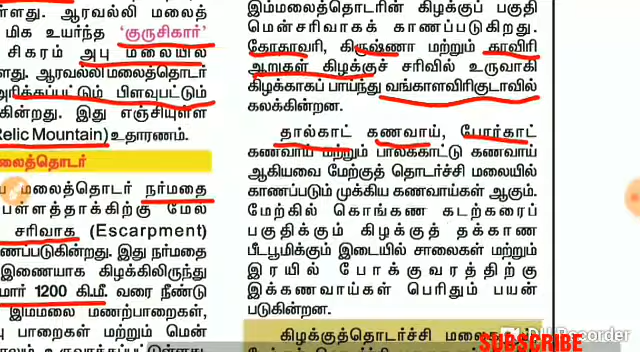 ளது. ஆரவல்லி மலைத்
மிக உயர்ந்த ‘குருசிகார்’
சிகரம் அபு மலையில்
ளது. ஆரவல்லிமலைத்தொடர்
அரிக்கப்பட்டும் பிளவுபட்டும்
கின்றது. இது எஞ்சியுள்ள
Relic Mountain) உதாரணம்.
மலைத்தொடர்
ய மலைத்தொடர் நர்மதை
பள்ளத்தாக்கிற்கு மேல்
சரிவாக (Escarpment)
ணப்படுகின்றது. இது நர்மதை
இணையாக கிழக்கிலிருந்து
மார் 1200 கி.மீ. வரை நீண்டு
இம்மலை மணற்பாறைகள்,
பு பாறைகள் மற்றும் மென்
இம்மலைத்தொடரின் கிழக்குப் பகுதி
மென்சரிவாகக் காணப்படுகிறது.
கோதாவரி, கிருஷ்ணா மற்றும் காவிரி
ஆறுகள் கிழக்குச் சரிவில் உருவாகி
கிழக்காகப் பாய்ந்து வங்காளவிரிகுடாவில்
கலக்கின்றன.
தால்காட் கணவாய், போர்காட்
கணவாய் மற்றும் பாலக்காட்டு கணவாய்
ஆகியவை மேற்குத் தொடர்ச்சி மலையில்
காணப்படும் முக்கிய கணவாய்கள் ஆகும்.
மேற்கில் கொங்கண கடற்கரைப்
பகுதிக்கும் கிழக்குத் தக்காண
பீடபூமிக்கும் இடையில் சாலைகள் மற்றும்
இரயில் போக்குவரத்திற்கு
இக்கணவாய்கள் பெரிதும் பயன்
படுகின்றன.
கிழக்குத்தொடர்ச்சி
SUBSCRIBE